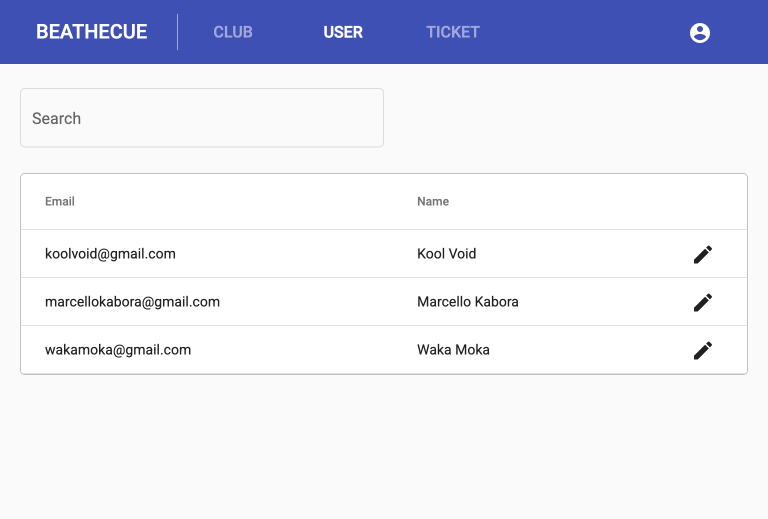 BEATHECUE CLUB USER TICKET
Search
Email Name
koolvoid@gmail.com Kool Void
marcellokabora@gmail.com Marcello Kabora
wakamoka@gmail.com Waka Moka